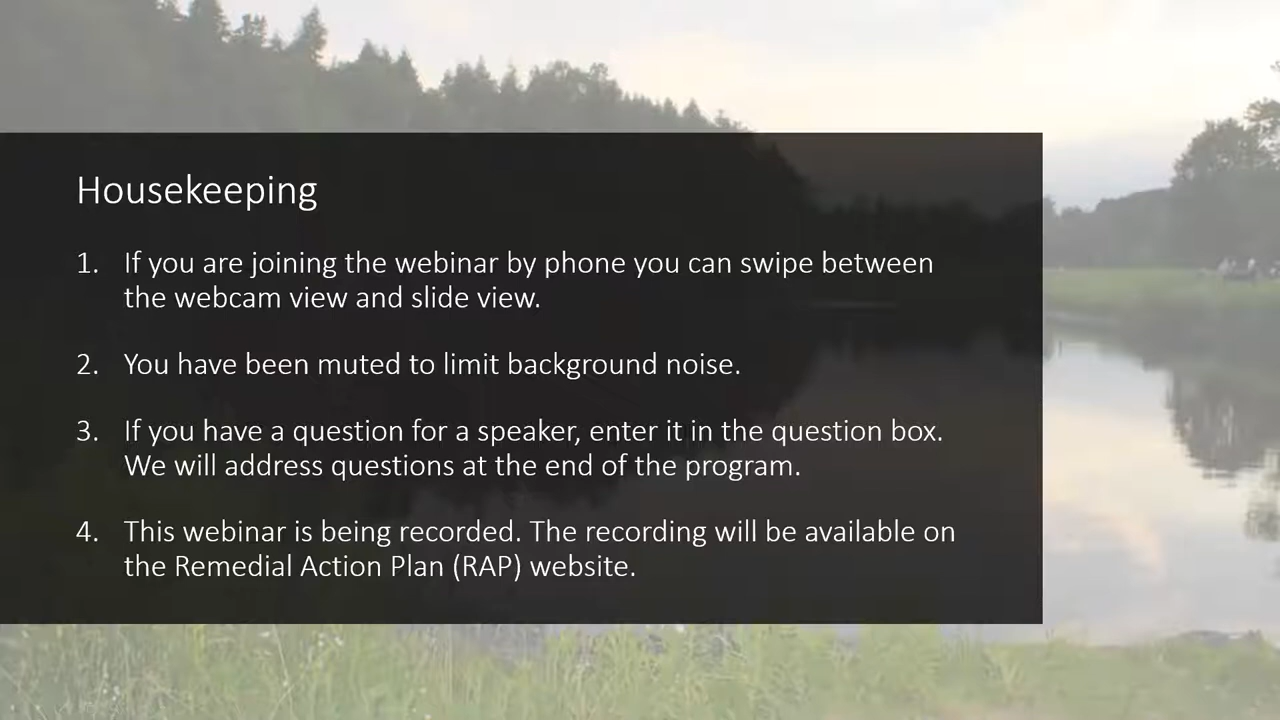 Housekeeping
1. If you are joining the webinar by phone you can swipe between
the webcam view and slide view.
2. You have been muted to limit background noise.
3. If you have a question for a speaker, enter it in the question box.
We will address questions at the end of the program.
4. This webinar is being recorded. The recording will be available on
the Remedial Action Plan (RAP) website.